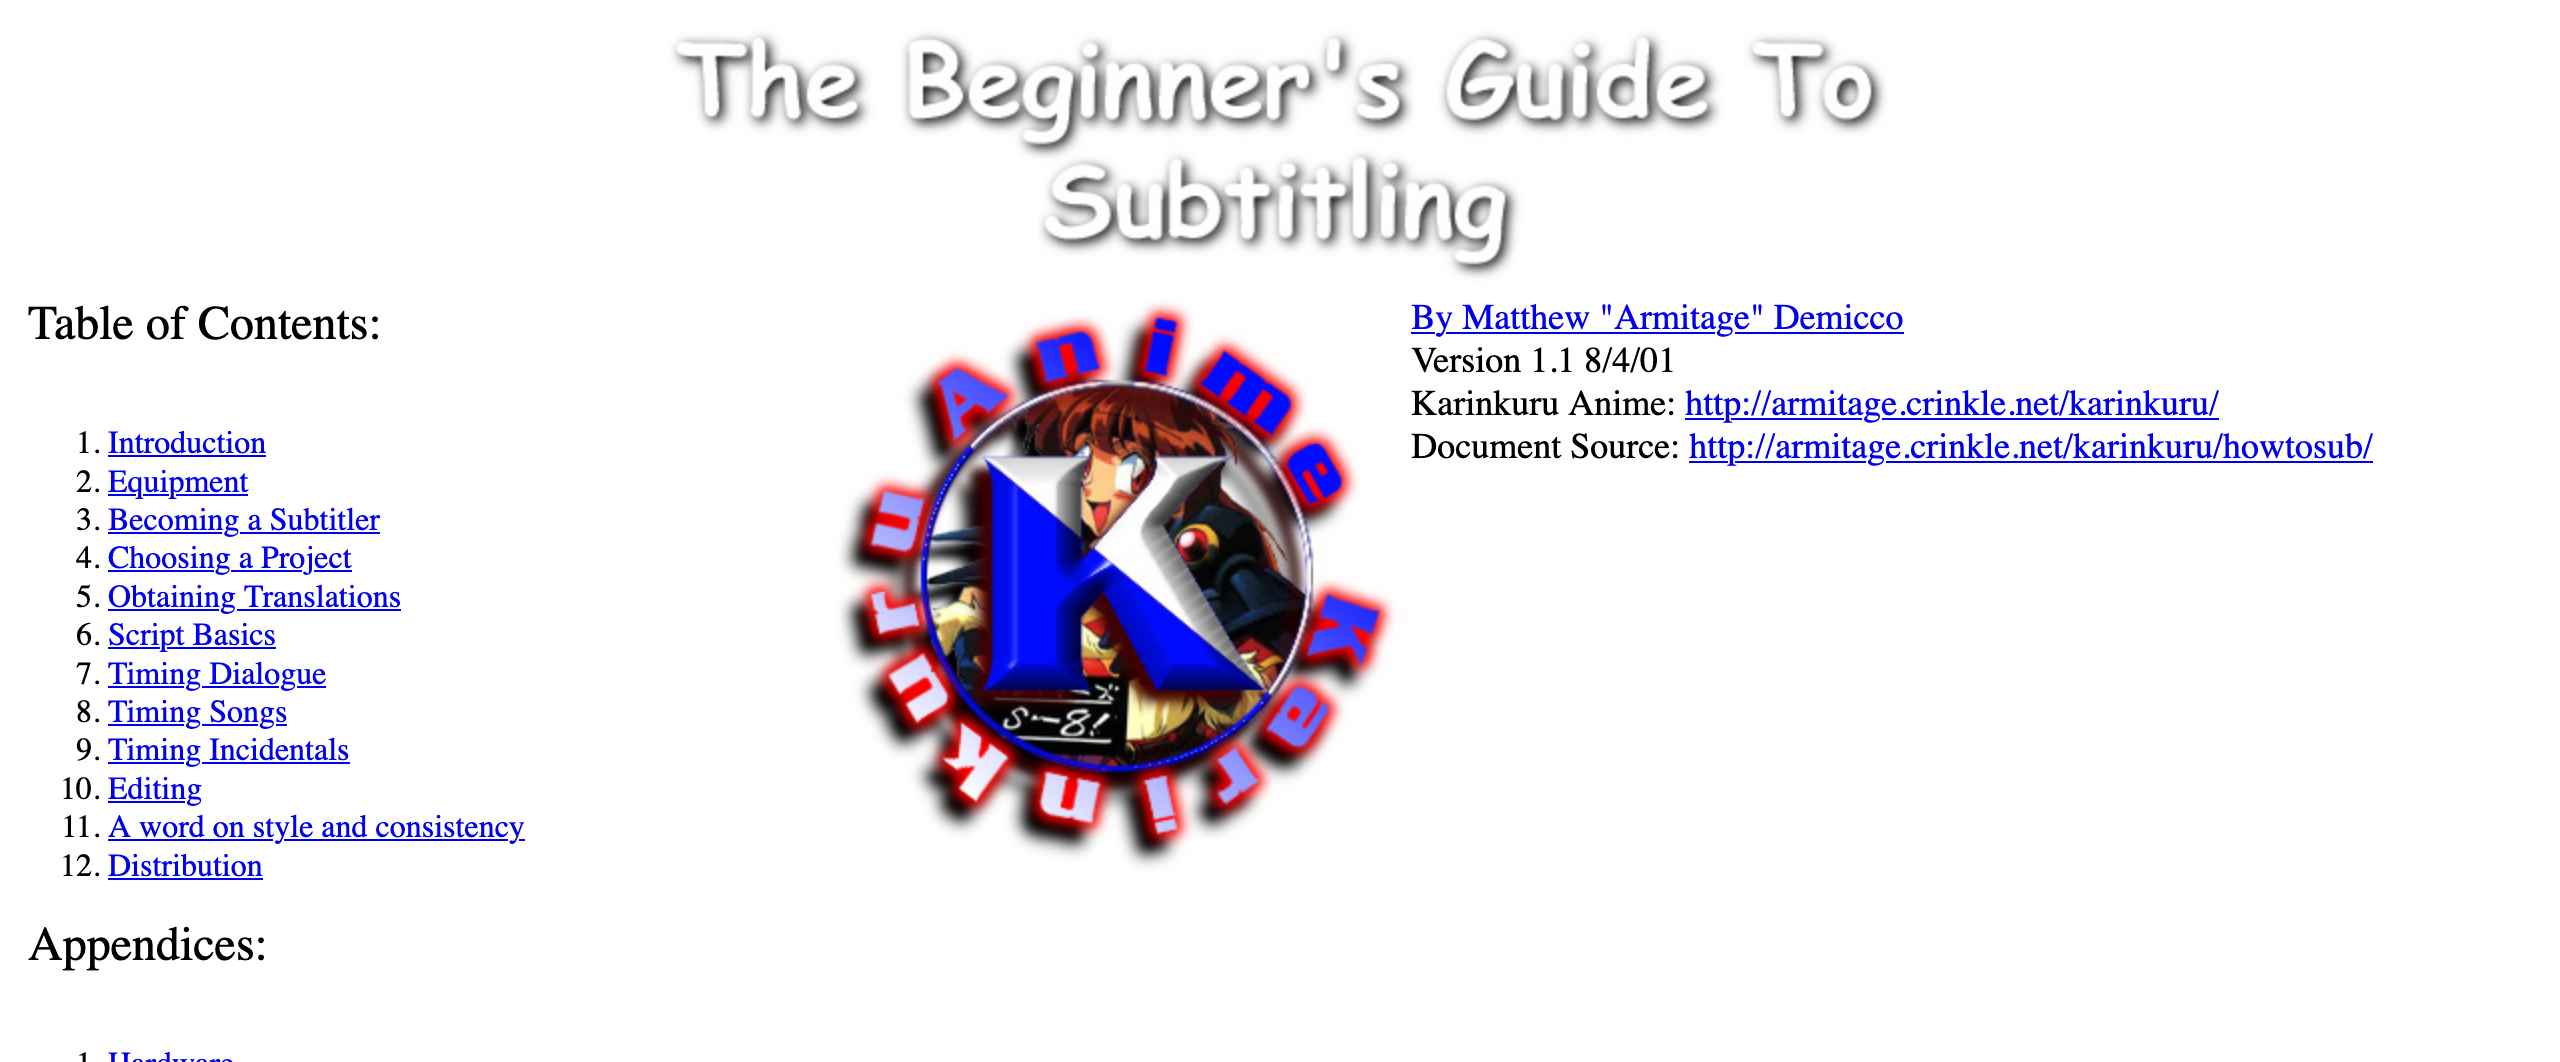 The Beginner's Guide To
Subtitling
Table of Contents:
1. Introduction
2. Equipment
3. Becoming a Subtitler
4. Choosing a Project
5. Obtaining Translations
6. Script Basics
7. Timing Dialogue
8. Timing Songs
9. Timing Incidentals
10. Editing
11. A word on style and consistency
12. Distribution
Appendices:
1. Hardware
Anime Karinkuru
K
S-8!
By Matthew "Armitage" Demicco
Version 1.1 8/4/01
Karinkuru Anime: http://armitage.crinkle.net/karinkuru/
Document Source: http://armitage.crinkle.net/karinkuru/howtosub/